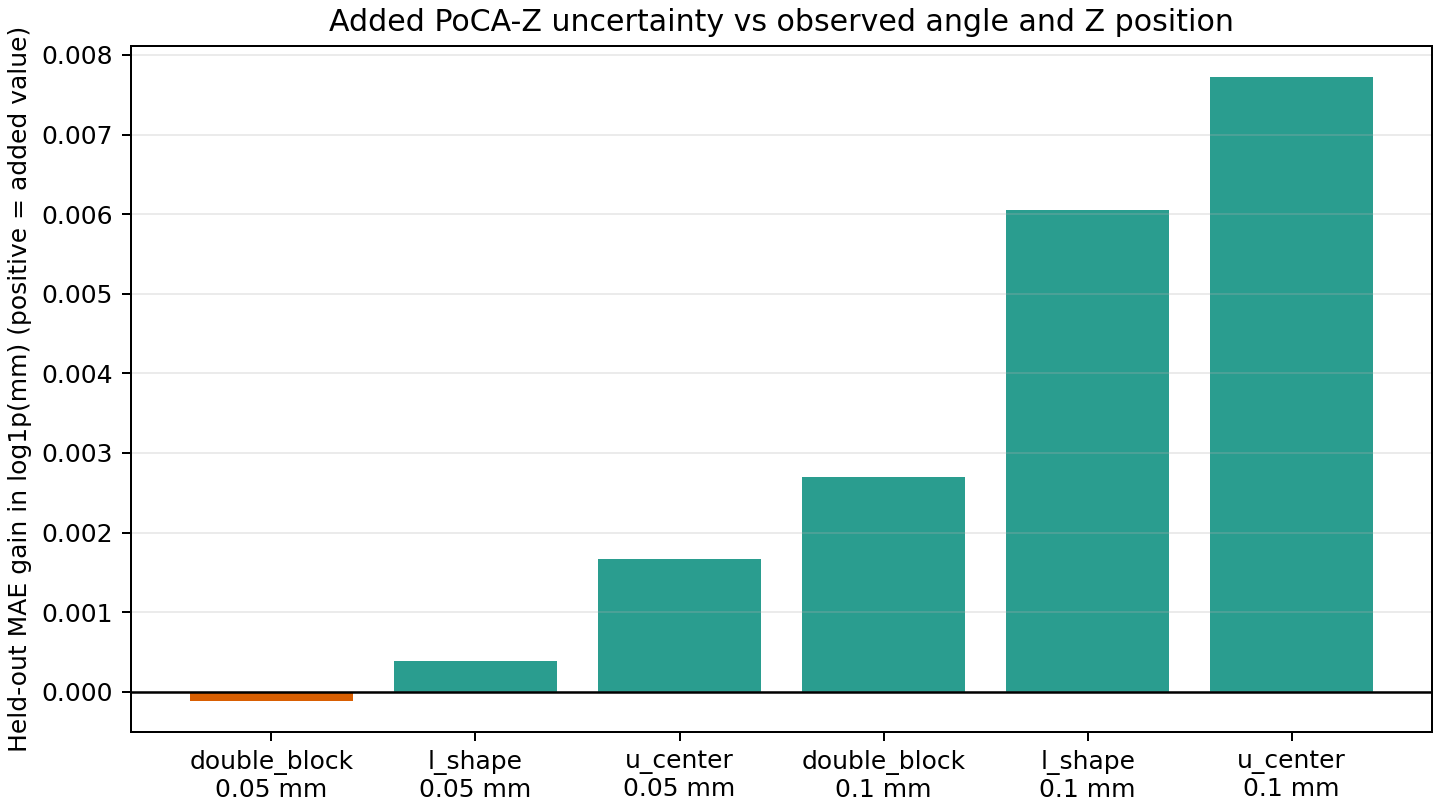 Added PoCA-Z uncertainty vs observed angle and Z position
Held-out MAE gain in log1p(mm) (positive = added value)
0.008
0.007
0.006
0.005
0.004
0.003
0.002
0.001
0.000
double_block
0.05 mm
l_shape
0.05 mm
u_center
0.05 mm
double_block
0.1 mm
l_shape
0.1 mm
u_center
0.1 mm